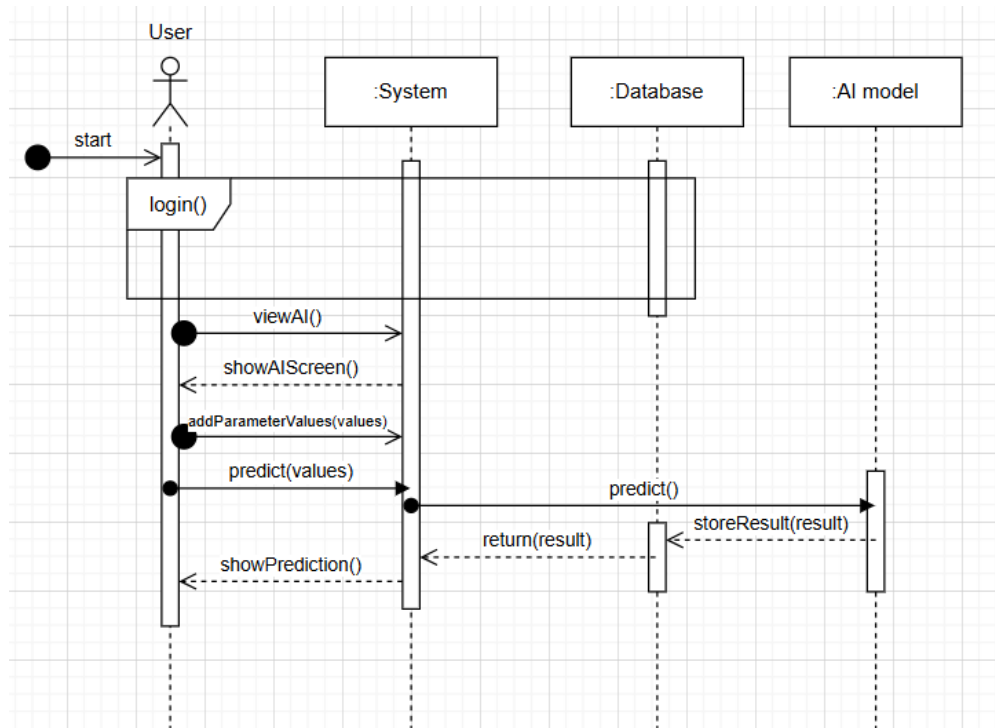 User
:System
:Database
:AI model
start
login()
viewAI()
showAIScreen()
addParameterValues(values)
predict(values)
predict()
storeResult(result)
return(result)
showPrediction()